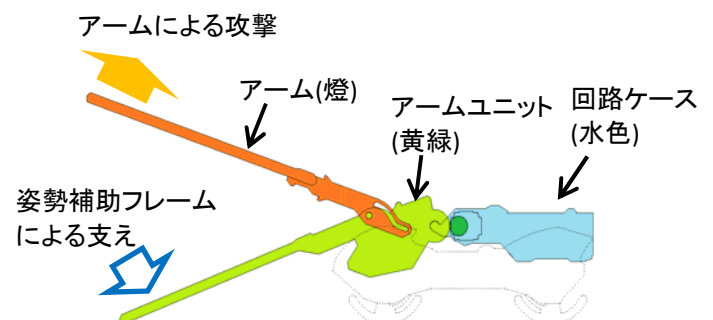 アームによる攻撃
アーム(燈)
アームユニット
(黄緑)
回路ケース
(水色)
姿勢補助フレーム
による支え